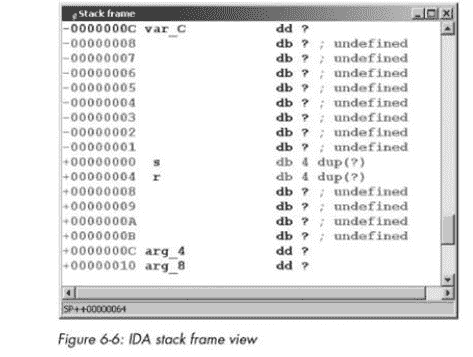 Stack frame
-0000000C var_C dd ?
-00000008 db ? ; undefined
-00000007 db ? ; undefined
-00000006 db ? ; undefined
-00000005 db ? ; undefined
-00000004 db ? ; undefined
-00000003 db ? ; undefined
-00000002 db ? ; undefined
-00000001 db ? ; undefined
+00000000 s db 4 dup(?)
+00000004 r db 4 dup(?)
+00000008 db ? ; undefined
+00000009 db ? ; undefined
+0000000A db ? ; undefined
+0000000B db ? ; undefined
+0000000C arg_4 dd ?
+00000010 arg_8 dd ?
SP++00000064
Figure 6-6: IDA stack frame view